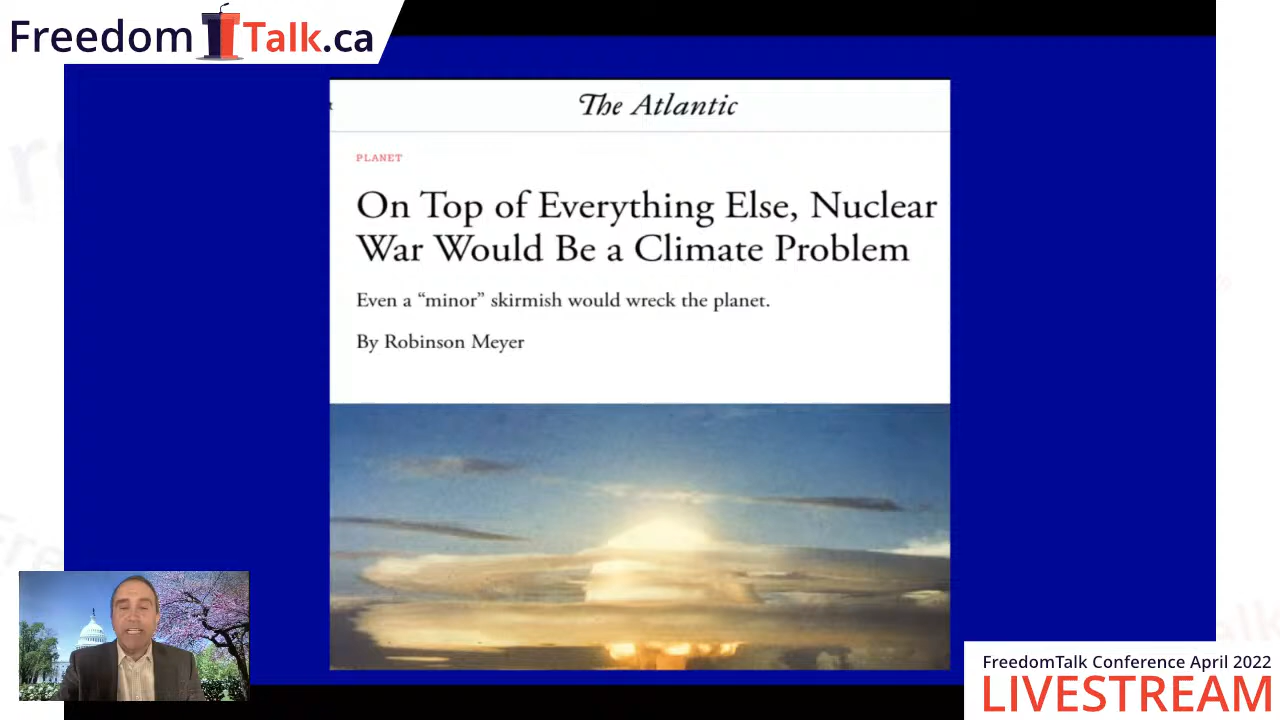 FreedomTalk.ca
The Atlantic
PLANET
On Top of Everything Else, Nuclear
War Would Be a Climate Problem
Even a “minor” skirmish would wreck the planet.
By Robinson Meyer
FreedomTalk Conference April 2022
LIVESTREAM